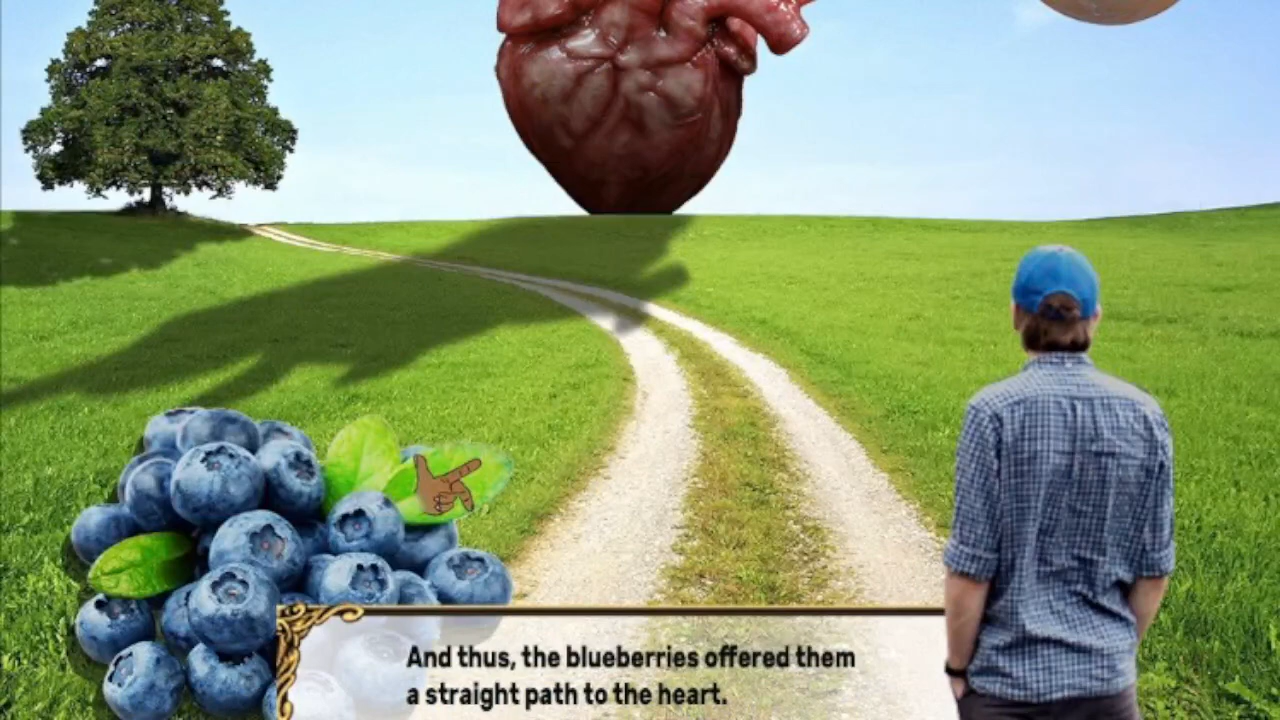 And thus, the blueberries offered them
a straight path to the heart.